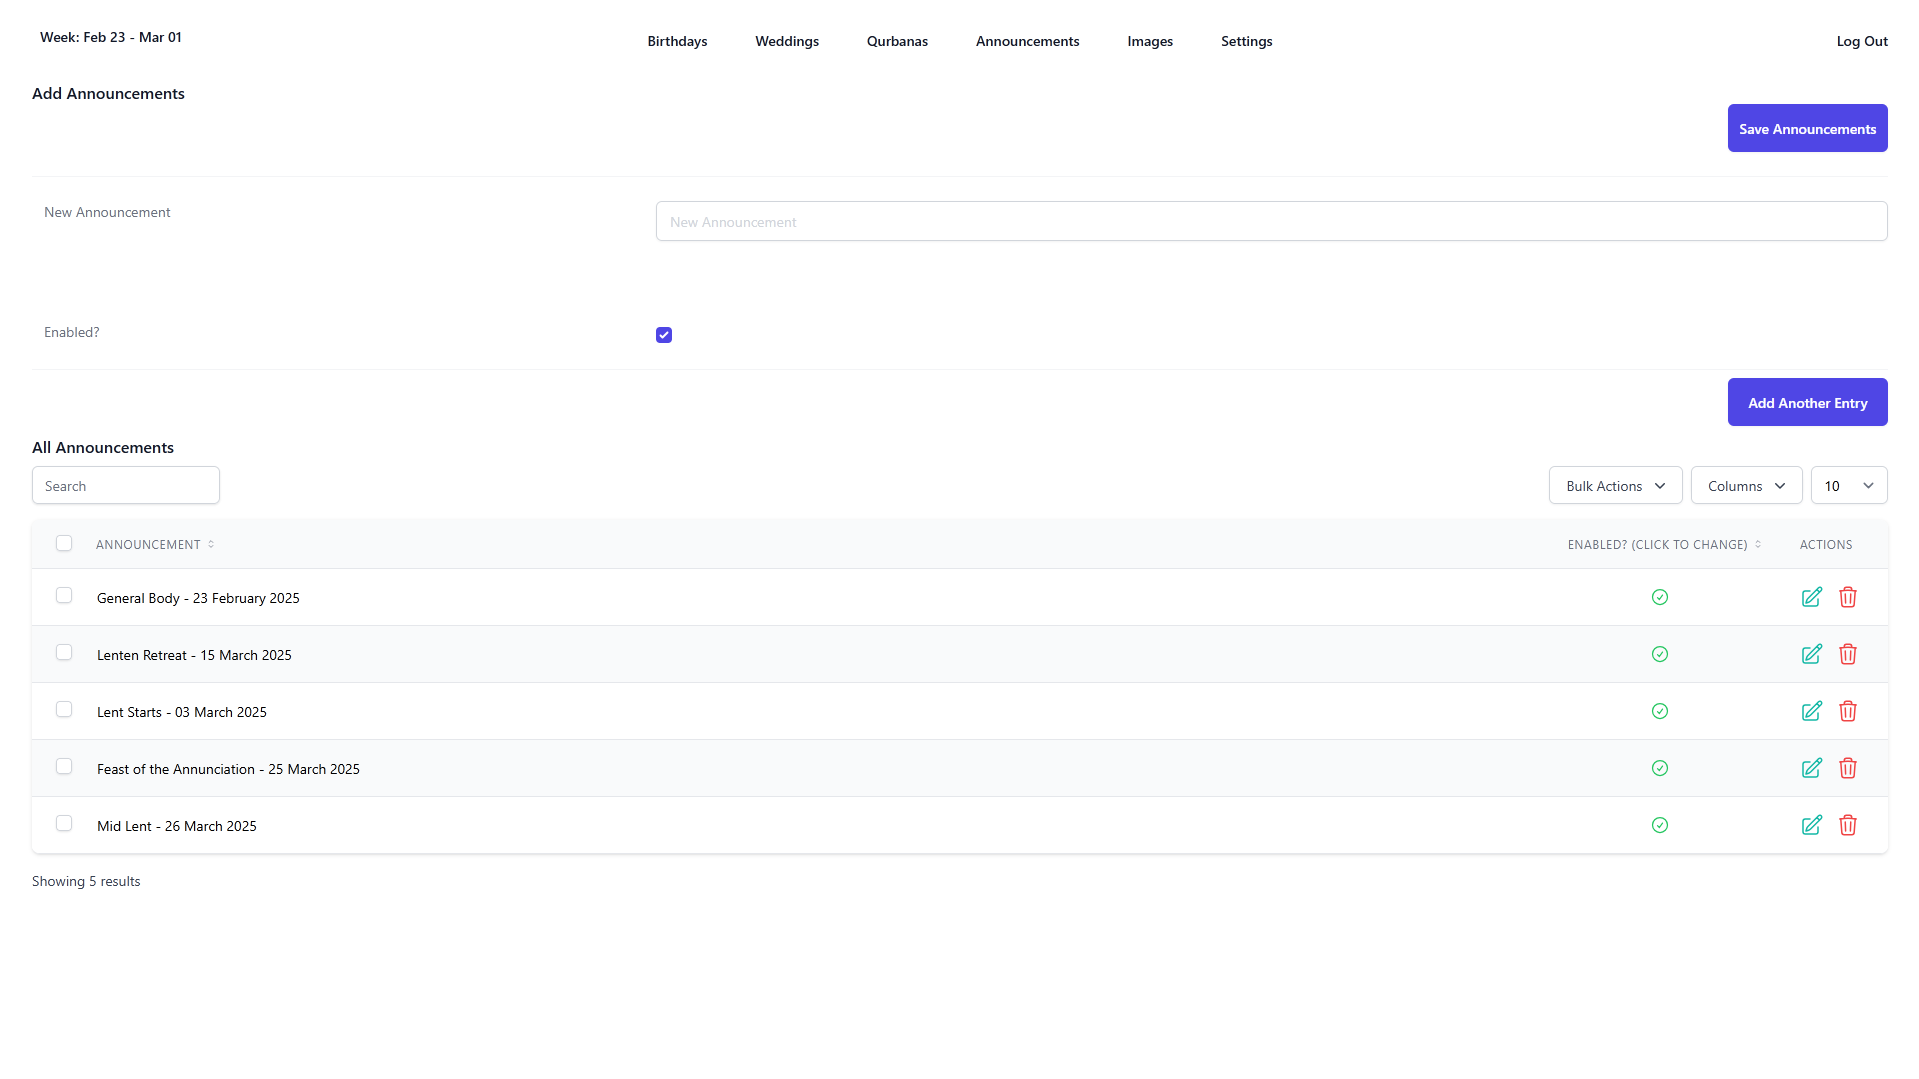 Week: Feb 23 - Mar 01
Birthdays Weddings Qurbanas Announcements Images Settings
Log Out
Add Announcements
Save Announcements
New Announcement
New Announcement
Enabled?
Add Another Entry
All Announcements
Search
Bulk Actions
Columns
10
ANNOUNCEMENT
ENABLED? (CLICK TO CHANGE)
ACTIONS
General Body - 23 February 2025
Lenten Retreat - 15 March 2025
Lent Starts - 03 March 2025
Feast of the Annunciation - 25 March 2025
Mid Lent - 26 March 2025
Showing 5 results